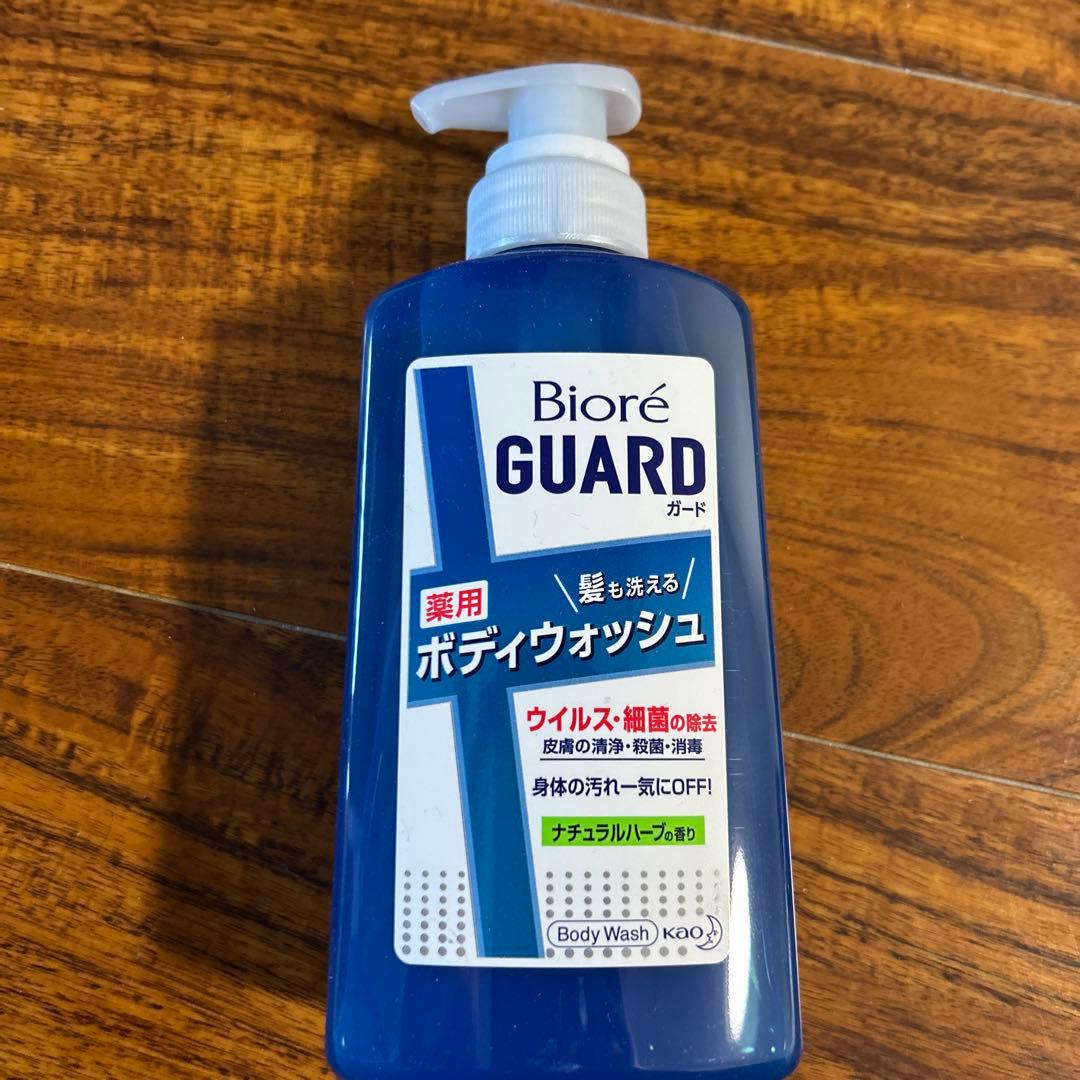 Bioré
GUARD
ガード
髪も洗える
薬用
ボディウォッシュ
ウイルス・細菌の除去
皮膚の清浄・殺菌・消毒
身体の汚れ一気にOFF!
ナチュラルハーブの香り
Body Wash kao